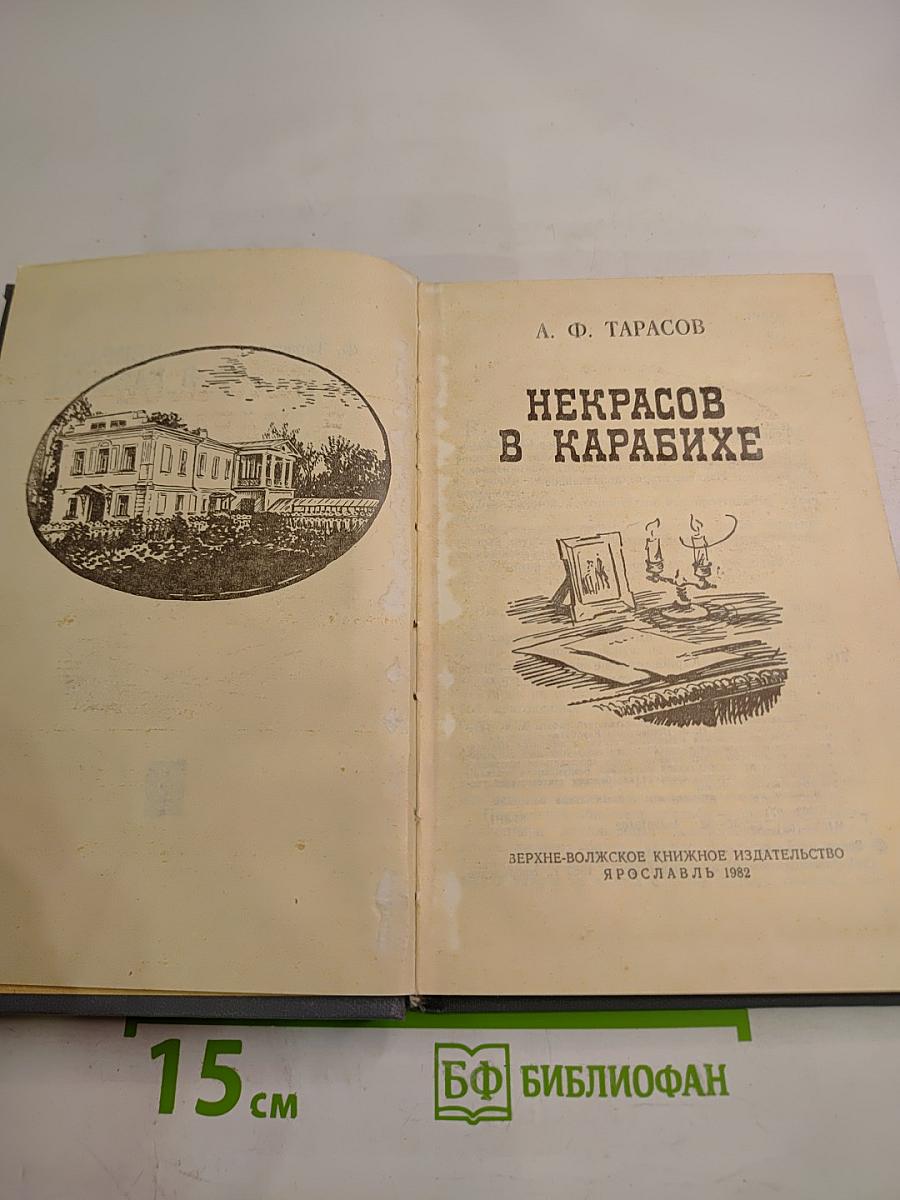 А. Ф. ТАРАСОВ
НЕКРАСОВ
В КАРАБИХЕ
ВЕРХНЕ-ВОЛЖСКОЕ КНИЖНОЕ ИЗДАТЕЛЬСТВО
ЯРОСЛАВЛЬ 1982
15 см
БФ БИБЛИОФАН